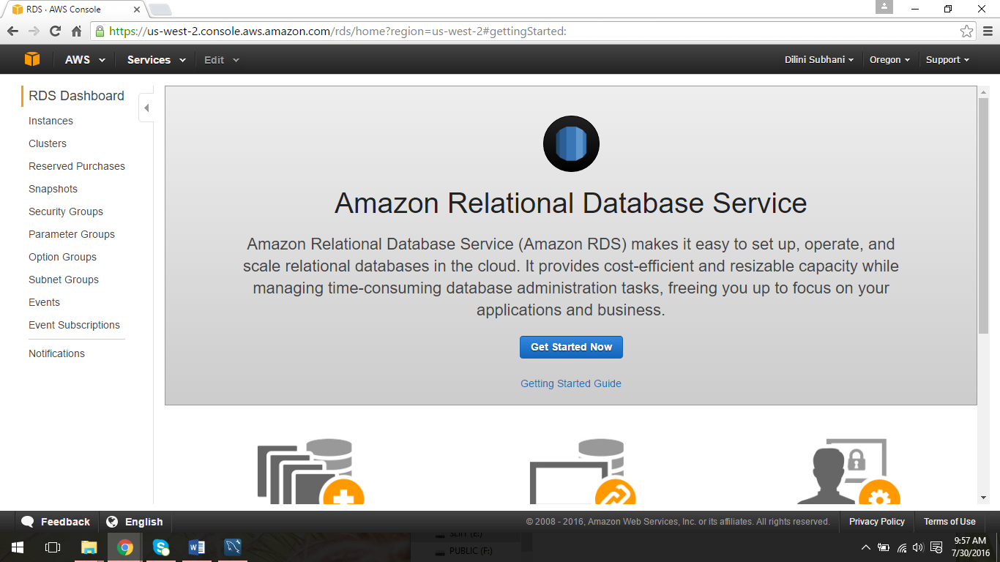 RDS · AWS Console
https://us-west-2.console.aws.amazon.com/rds/home?region=us-west-2#gettingStarted:
AWS Services Edit Dilini Subhani Oregon Support
RDS Dashboard
Instances
Clusters
Reserved Purchases
Snapshots
Security Groups
Parameter Groups
Option Groups
Subnet Groups
Events
Event Subscriptions
Notifications
Amazon Relational Database Service
Amazon Relational Database Service (Amazon RDS) makes it easy to set up, operate, and
scale relational databases in the cloud. It provides cost-efficient and resizable capacity while
managing time-consuming database administration tasks, freeing you up to focus on your
applications and business.
Get Started Now
Getting Started Guide
Feedback English © 2008 - 2016, Amazon Web Services, Inc. or its affiliates. All rights reserved. Privacy Policy Terms of Use
PUBLIC (F:)
9:57 AM
7/30/2016